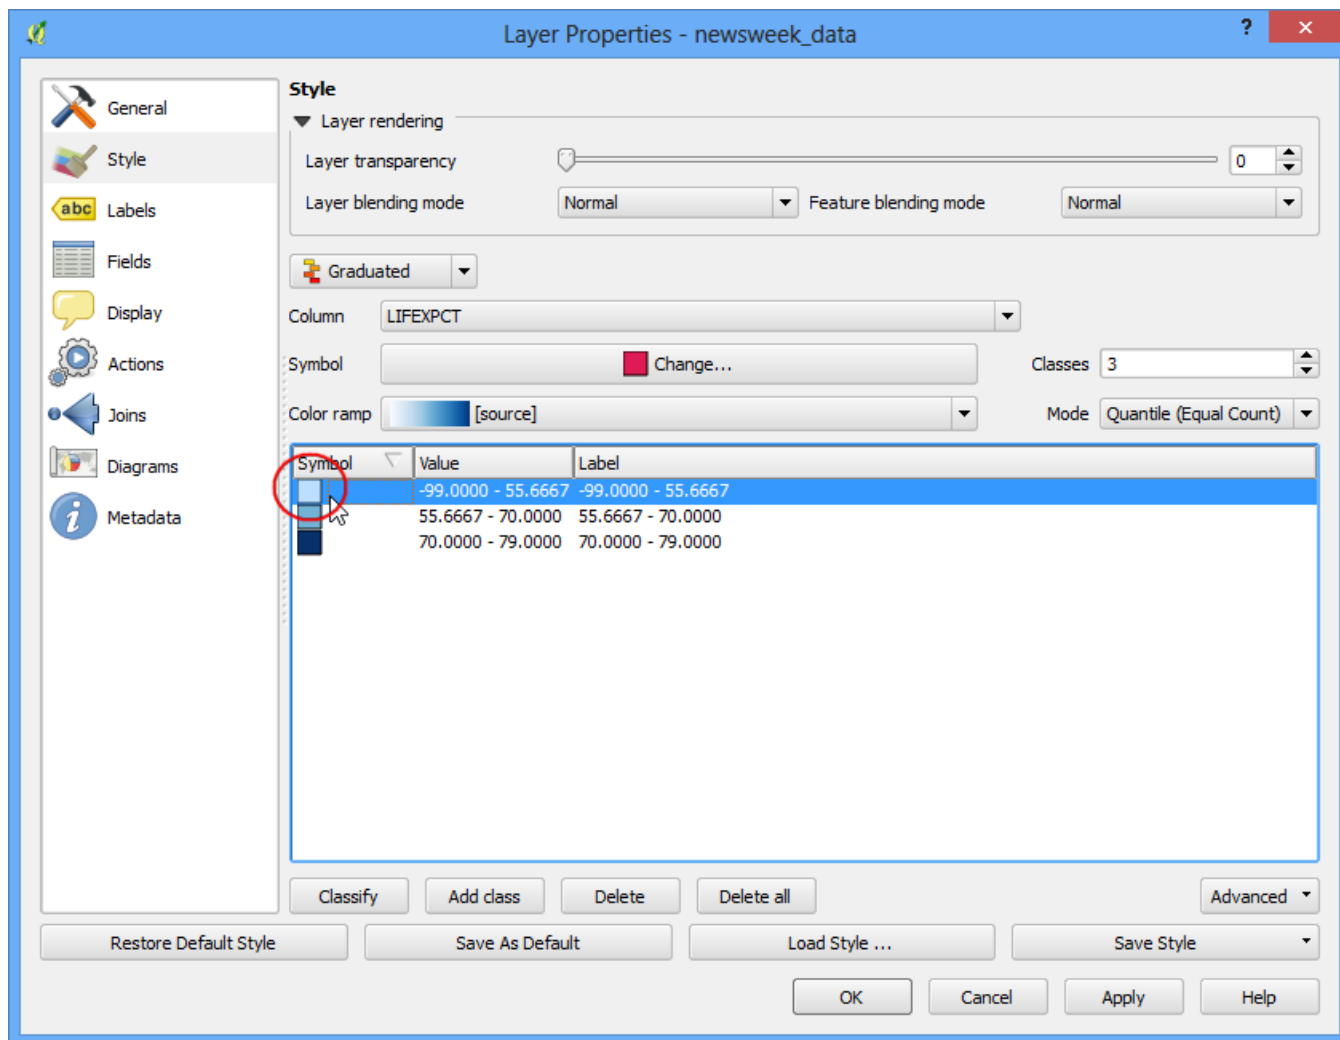 Layer Properties - newsweek_data ?
General
Style
abc Labels
Fields
Display
Actions
Joins
Diagrams
i Metadata
Style
Layer rendering
Layer transparency 0
Layer blending mode Normal Feature blending mode Normal
Graduated
Column LIFEXPCT
Symbol Change... Classes 3
Color ramp [source] Mode Quantile (Equal Count)
Symbol Value Label
-99.0000 - 55.6667 -99.0000 - 55.6667
55.6667 - 70.0000 55.6667 - 70.0000
70.0000 - 79.0000 70.0000 - 79.0000
Classify Add class Delete Delete all Advanced
Restore Default Style Save As Default Load Style ... Save Style
OK Cancel Apply Help